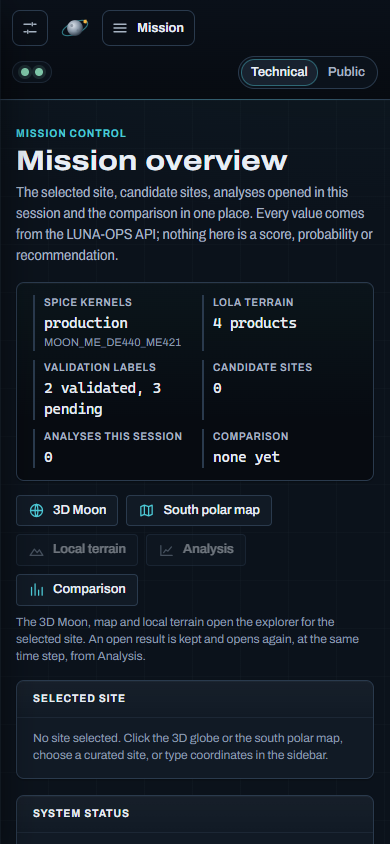 Mission
Technical
Public
MISSION CONTROL
Mission overview
The selected site, candidate sites, analyses opened in this
session and the comparison in one place. Every value comes
from the LUNA-OPS API; nothing here is a score, probability or
recommendation.
SPICE KERNELS
production
MOON_ME_DE440_ME421
LOLA TERRAIN
4 products
VALIDATION LABELS
2 validated, 3
pending
CANDIDATE SITES
0
ANALYSES THIS SESSION
0
COMPARISON
none yet
3D Moon
South polar map
Local terrain
Analysis
Comparison
The 3D Moon, map and local terrain open the explorer for the
selected site. An open result is kept and opens again, at the same
time step, from Analysis.
SELECTED SITE
No site selected. Click the 3D globe or the south polar map,
choose a curated site, or type coordinates in the sidebar.
SYSTEM STATUS